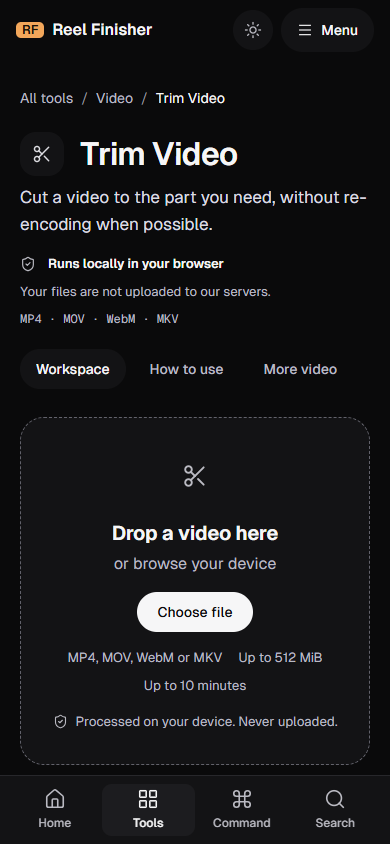 RF Reel Finisher
Menu
All tools / Video / Trim Video
Trim Video
Cut a video to the part you need, without re-
encoding when possible.
Runs locally in your browser
Your files are not uploaded to our servers.
MP4 · MOV · WebM · MKV
Workspace How to use More video
Drop a video here
or browse your device
Choose file
MP4, MOV, WebM or MKV Up to 512 MiB
Up to 10 minutes
Processed on your device. Never uploaded.
Home Tools Command Search